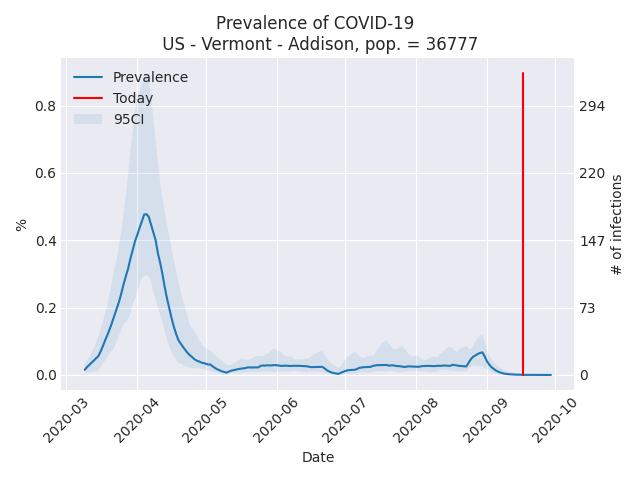 Prevalence of COVID-19
US - Vermont - Addison, pop. = 36777
Prevalence
Today
95CI
%
0.8
0.6
0.4
0.2
0.0
294
220
147
73
0
# of infections
2020-03
2020-04
2020-05
2020-06
2020-07
2020-08
2020-09
2020-10
Date